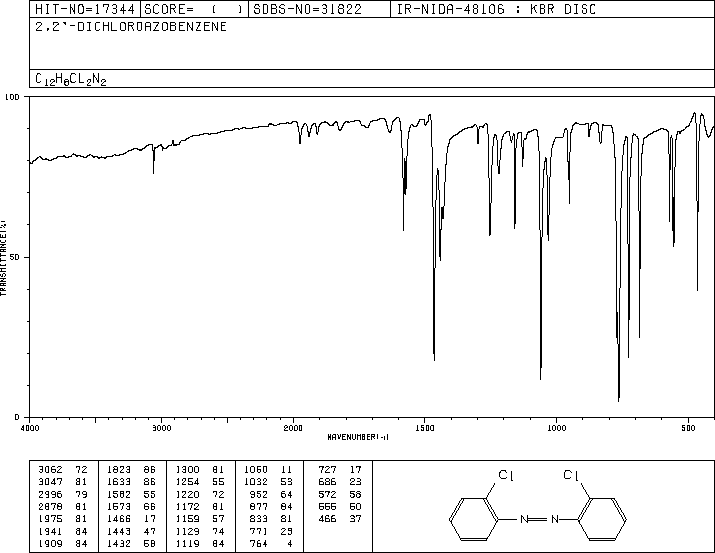 HIT-NO=17344 SCORE= ( ) SDBS-NO=31822 IR-NIDA-48106 : KBR DISC
2,2'-DICHLOROAZOBENZENE
C12H8CL2N2
100
50
0
TRANSMITTANCE(%)
4000 3000 2000 1500 1000 500
WAVENUMBER(-1)
3062 72 1823 86 1300 81 1060 11 727 17
3047 81 1633 86 1254 55 1032 53 686 23
2996 79 1582 55 1220 72 952 64 572 58
2878 81 1573 66 1172 81 877 84 556 50
1975 81 1466 17 1159 57 833 81 466 37
1941 84 1443 47 1129 74 771 23
1909 84 1432 58 1119 84 764 4
Cl Cl
N N